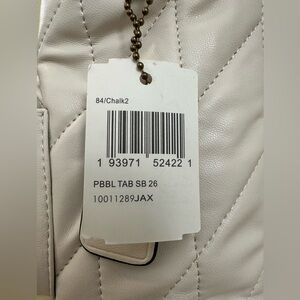 84/Chalk2
1 93971 52422 1
PBBL TAB SB 26
10011289JAX